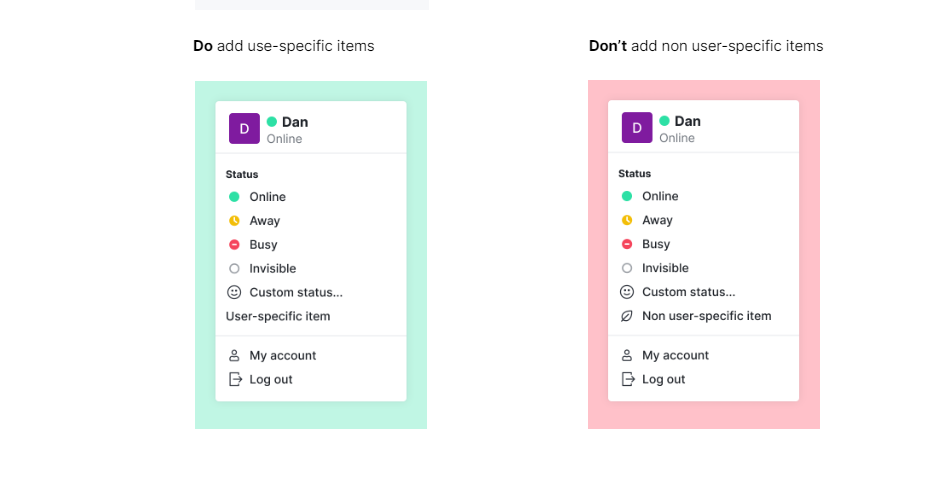 Do add use-specific items
D
Dan
Online
Status
Online
Away
Busy
Invisible
Custom status...
User-specific item
My account
Log out
Don’t add non user-specific items
D
Dan
Online
Status
Online
Away
Busy
Invisible
Custom status...
Non user-specific item
My account
Log out